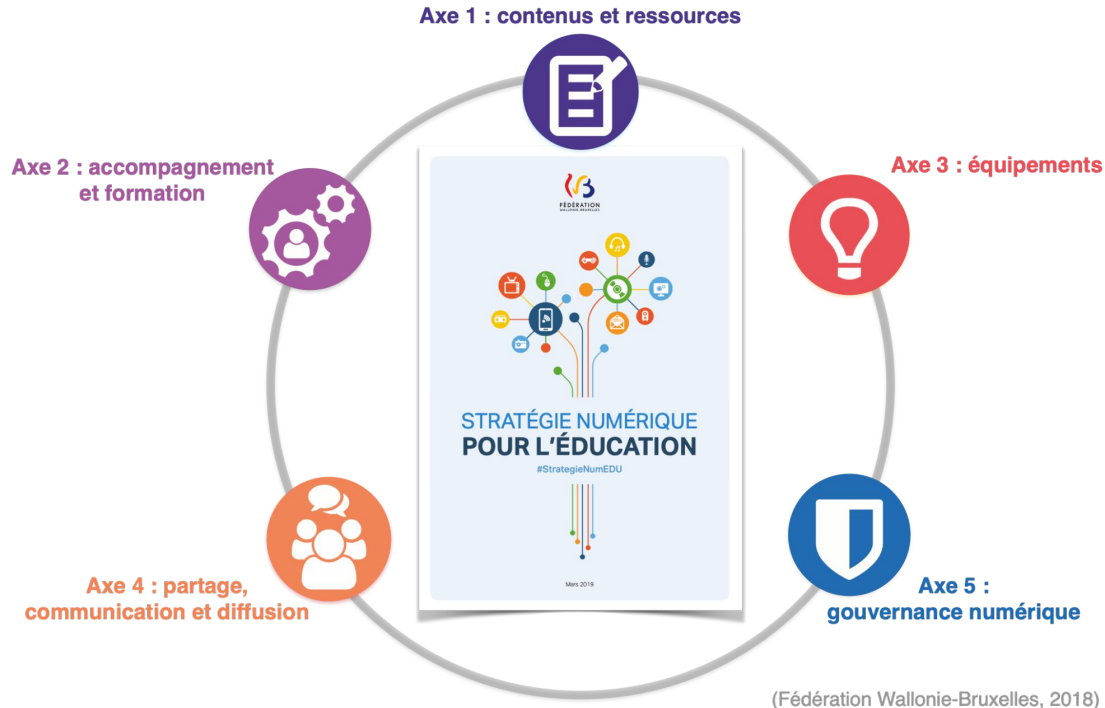 Axe 1 : contenus et ressources
Axe 2 : accompagnement
et formation
Axe 3 : équipements
FÉDÉRATION
WALLONIE-BRUXELLES
STRATÉGIE NUMÉRIQUE
POUR L'ÉDUCATION
#StrategieNumEDU
Mars 2019
Axe 4 : partage,
communication et diffusion
Axe 5 :
gouvernance numérique
(Fédération Wallonie-Bruxelles, 2018)